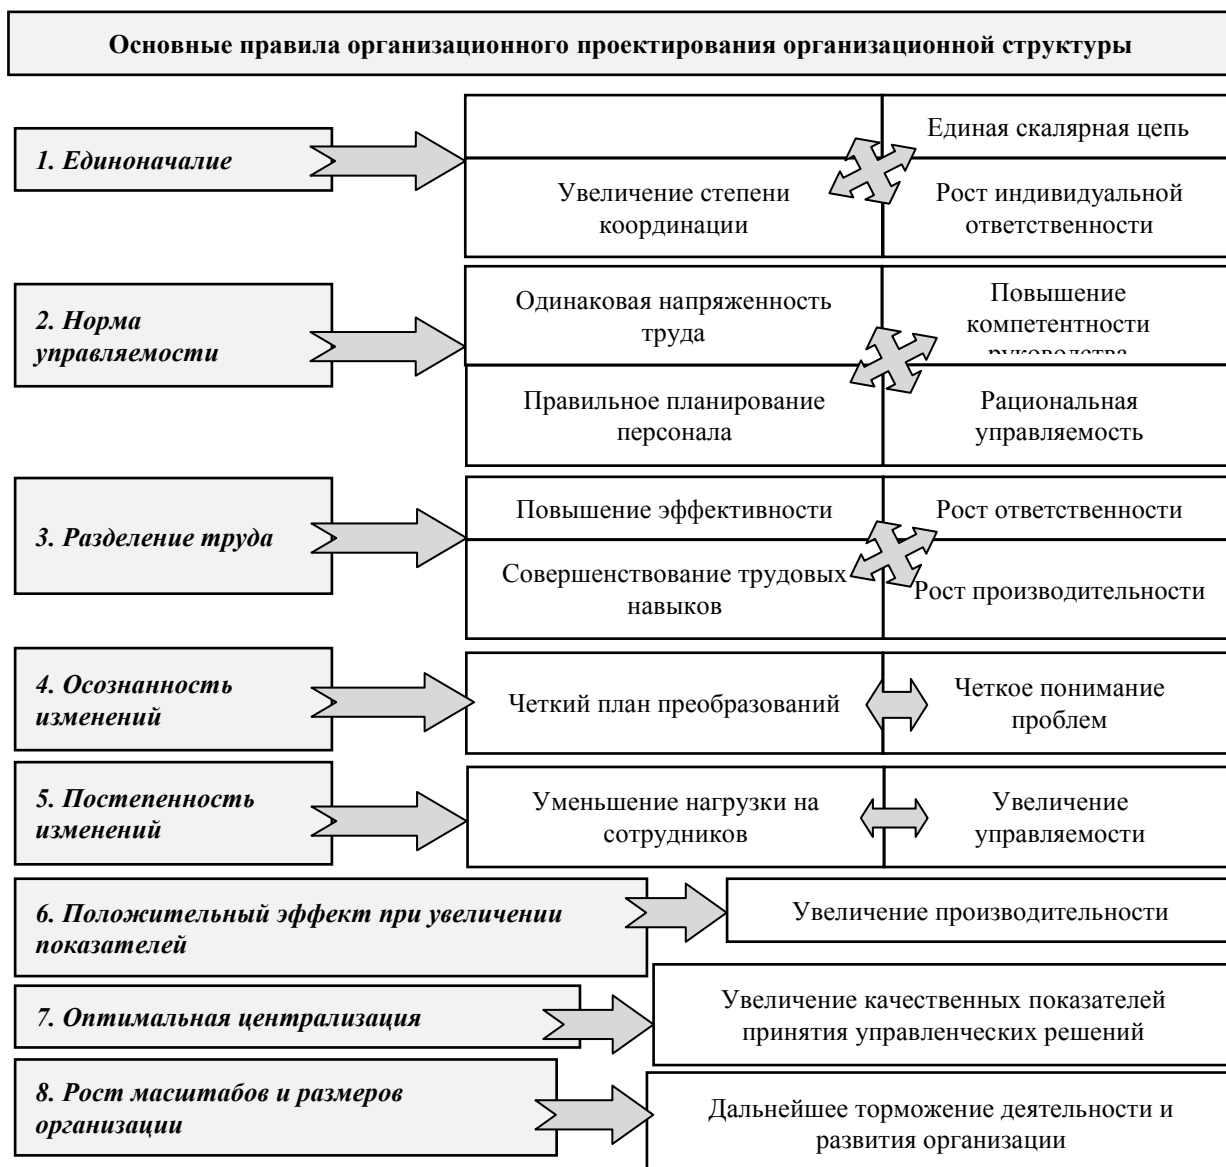 Основные правила организационного проектирования организационной структуры
1. Единоначалие
Единая скалярная цепь
Увеличение степени
координации
Рост индивидуальной
ответственности
2. Норма
управляемости
Одинаковая напряженность
труда
Повышение
компетентности
руководства
Правильное планирование
персонала
Рациональная
управляемость
3. Разделение труда
Повышение эффективности
Рост ответственности
Совершенствование трудовых
навыков
Рост производительности
4. Осознанность
изменений
Четкий план преобразований
Четкое понимание
проблем
5. Постепенность
изменений
Уменьшение нагрузки на
сотрудников
Увеличение
управляемости
6. Положительный эффект при увеличении
показателей
Увеличение производительности
7. Оптимальная централизация
Увеличение качественных показателей
принятия управленческих решений
8. Рост масштабов и размеров
организации
Дальнейшее торможение деятельности и
развития организации